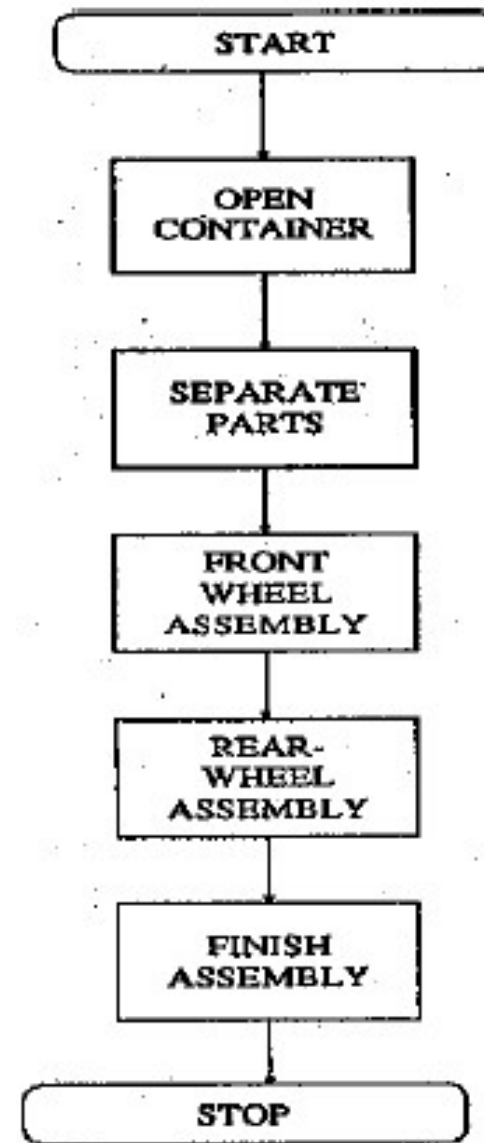 START
OPEN
CONTAINER
SEPARATE
PARTS
FRONT
WHEEL
ASSEMBLY
REAR-
WHEEL
ASSEMBLY
FINISH
ASSEMBLY
STOP